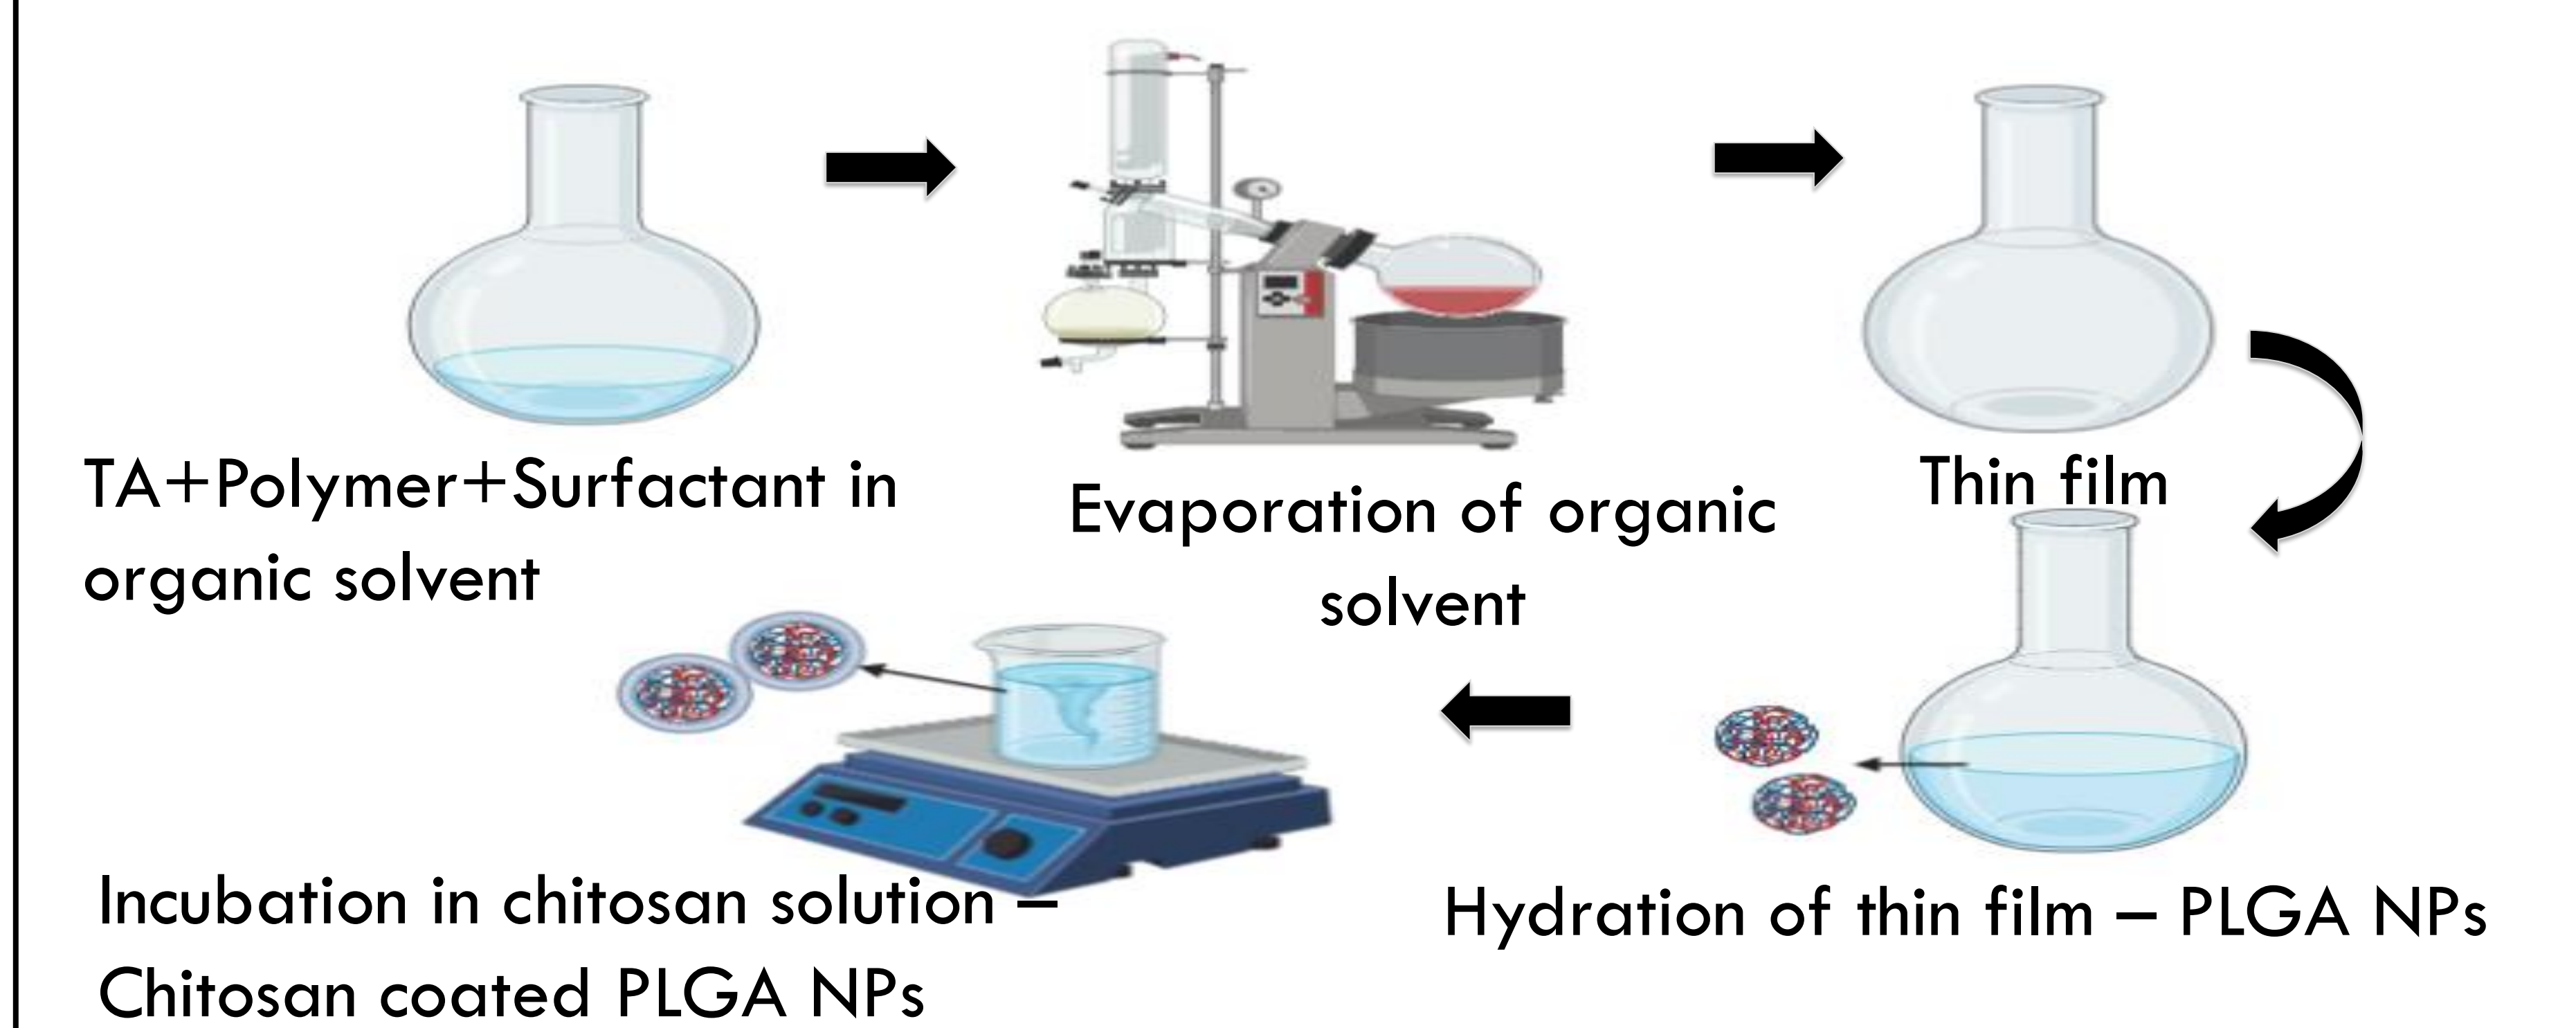 TA+Polymer+Surfactant in
organic solvent
Evaporation of organic
solvent
Thin film
Hydration of thin film – PLGA NPs
Incubation in chitosan solution –
Chitosan coated PLGA NPs